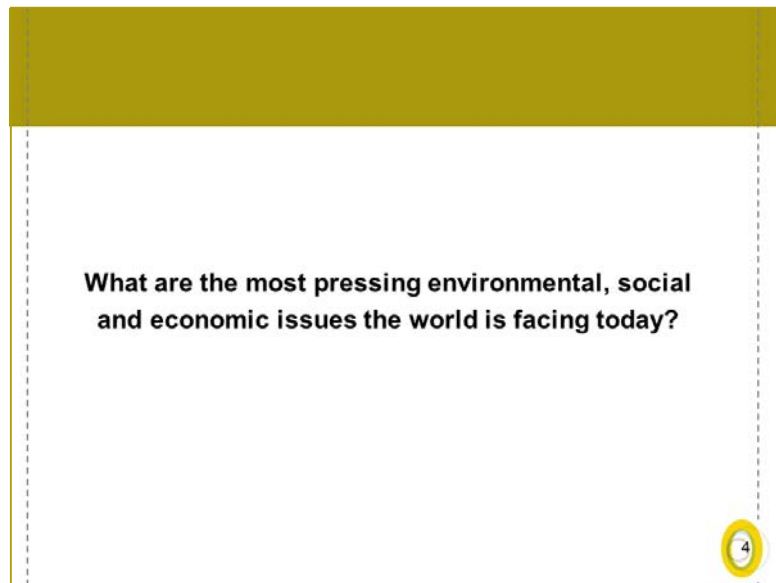 What are the most pressing environmental, social
and economic issues the world is facing today?
4